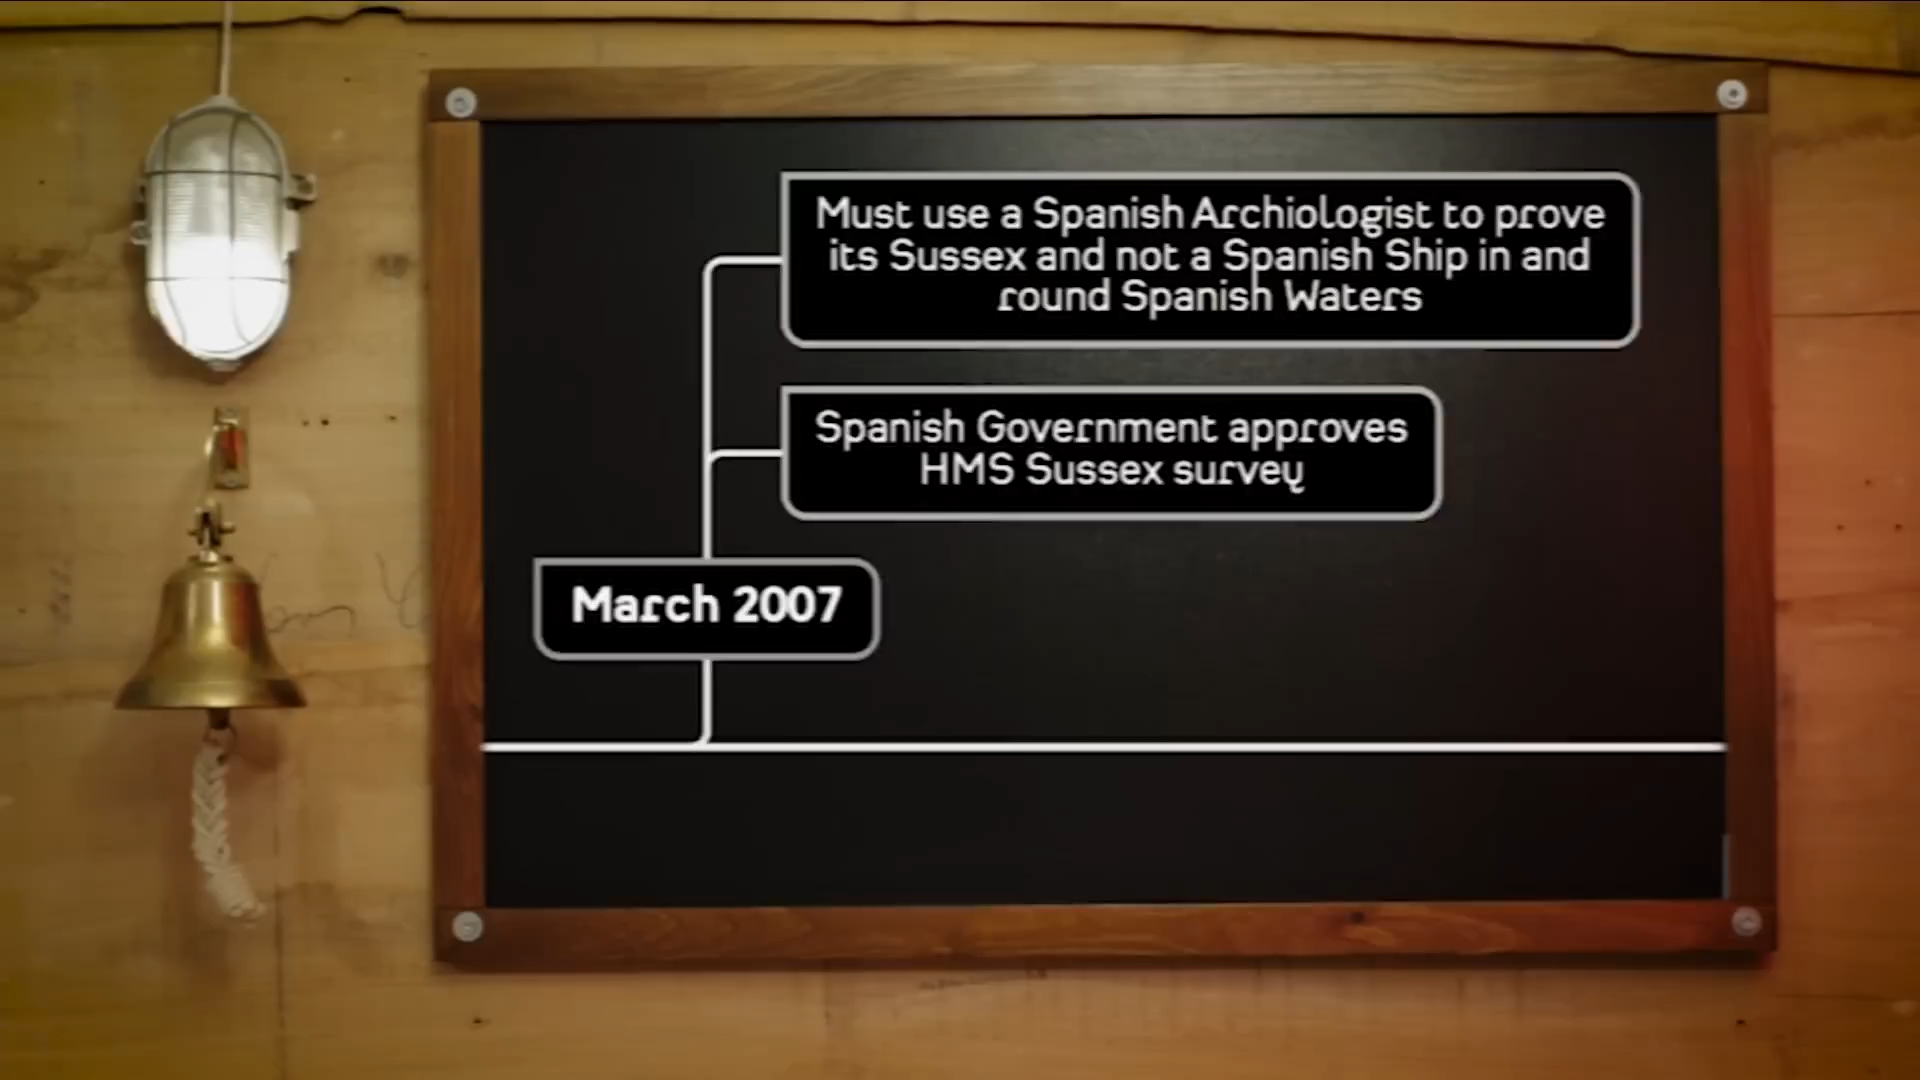 Must use a Spanish Archiologist to prove
its Sussex and not a Spanish Ship in and
round Spanish Waters
Spanish Government approves
HMS Sussex survey
March 2007